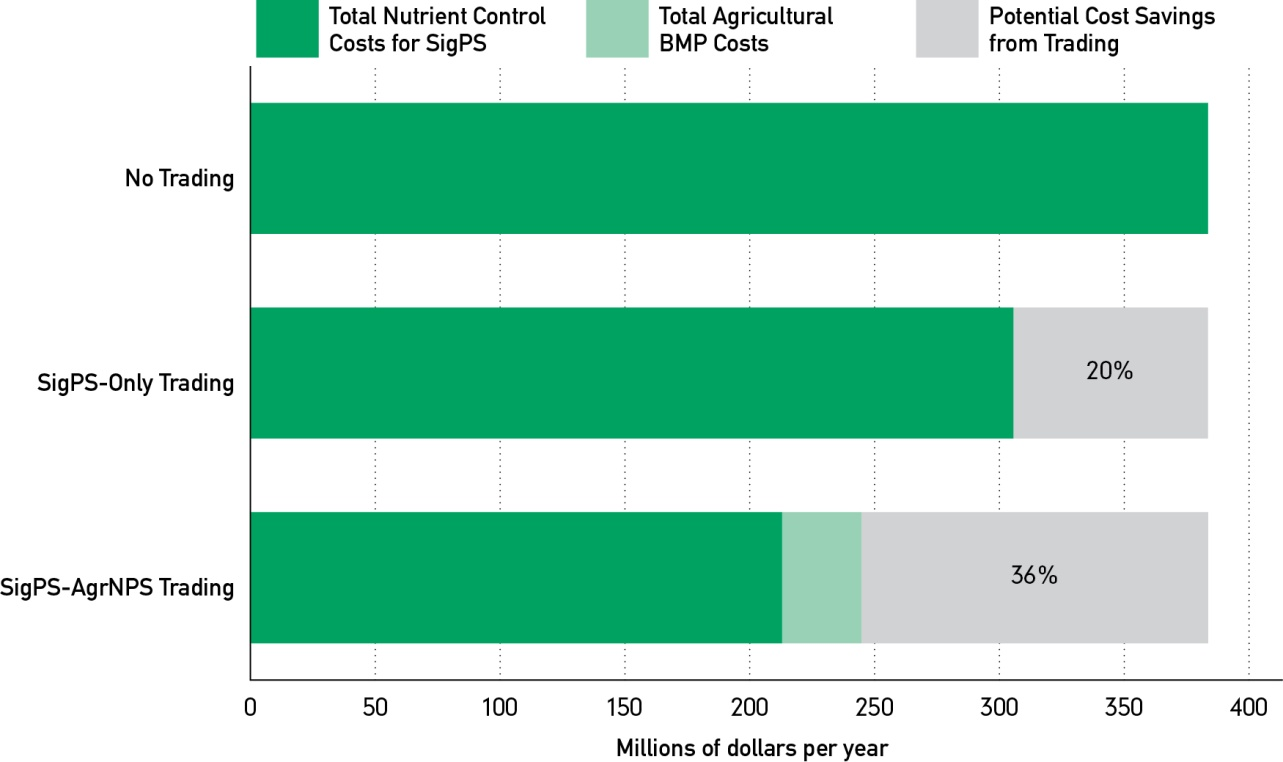 Total Nutrient Control
Costs for SigPS
Total Agricultural
BMP Costs
Potential Cost Savings
from Trading
No Trading
SigPS-Only Trading
20%
SigPS-AgrNPS Trading
36%
0 50 100 150 200 250 300 350 400
Millions of dollars per year